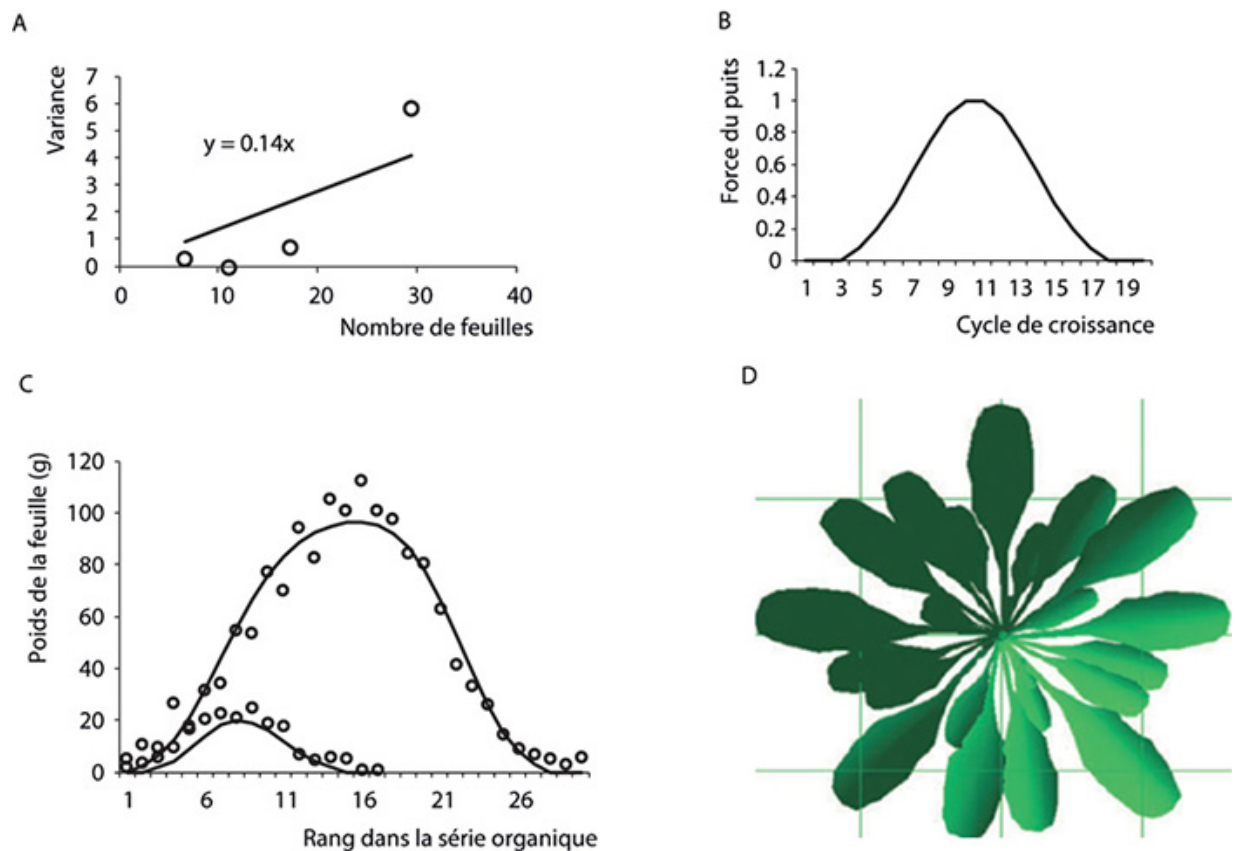 A
Variance
7
6
5
4
3
2
1
0
y = 0.14x
0 10 20 30 40
Nombre de feuilles
B
Force du puits
1.2
1
0.8
0.6
0.4
0.2
0
1 3 5 7 9 11 13 15 17 19
Cycle de croissance
C
Poids de la feuille (g)
120
100
80
60
40
20
0
1 6 11 16 21 26
Rang dans la série organique
D